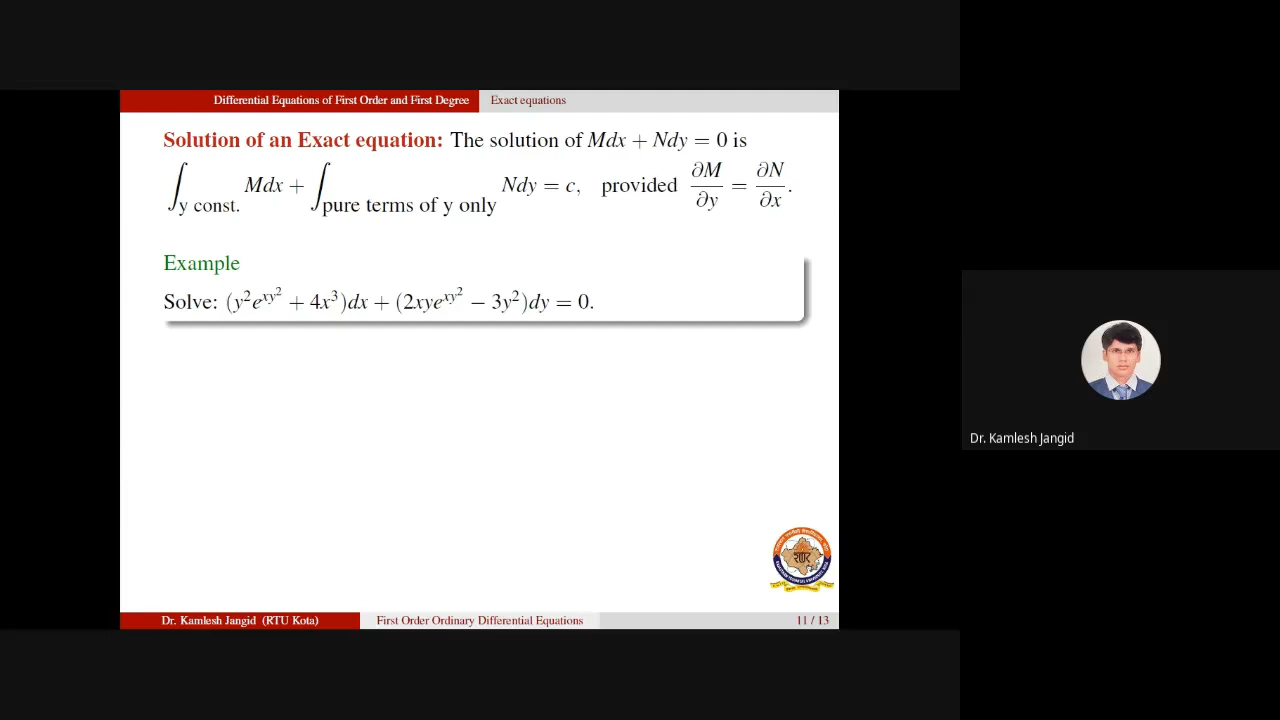 Differential Equations of First Order and First Degree Exact equations
Solution of an Exact equation: The solution of Mdx + Ndy = 0 is
∫_{y const.} Mdx + ∫_{pure terms of y only} Ndy = c, provided ∂M/∂y = ∂N/∂x.
Example
Solve: (y²e^{xy²} + 4x³)dx + (2xye^{xy²} − 3y²)dy = 0.
Dr. Kamlesh Jangid
Dr. Kamlesh Jangid (RTU Kota) First Order Ordinary Differential Equations 11 / 13